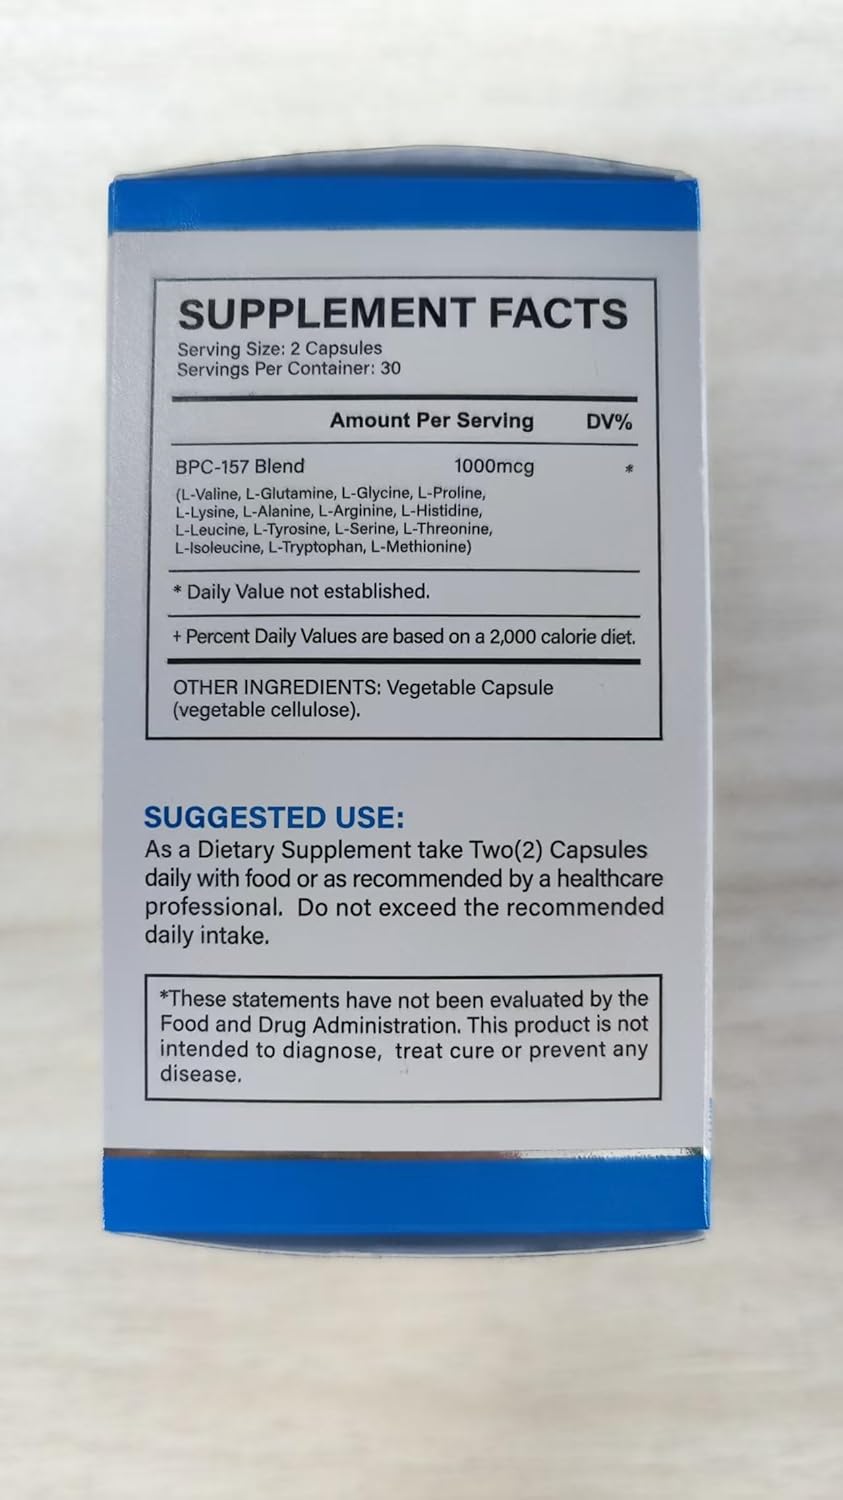 SUPPLEMENT FACTS
Serving Size: 2 Capsules
Servings Per Container: 30
Amount Per Serving DV%
BPC-157 Blend 1000mcg *
(L-Valine, L-Glutamine, L-Glycine, L-Proline,
L-Lysine, L-Alanine, L-Arginine, L-Histidine,
L-Leucine, L-Tyrosine, L-Serine, L-Threonine,
L-Isoleucine, L-Tryptophan, L-Methionine)
* Daily Value not established.
+ Percent Daily Values are based on a 2,000 calorie diet.
OTHER INGREDIENTS: Vegetable Capsule
(vegetable cellulose).
SUGGESTED USE:
As a Dietary Supplement take Two(2) Capsules
daily with food or as recommended by a healthcare
professional. Do not exceed the recommended
daily intake.
*These statements have not been evaluated by the
Food and Drug Administration. This product is not
intended to diagnose, treat cure or prevent any
disease.